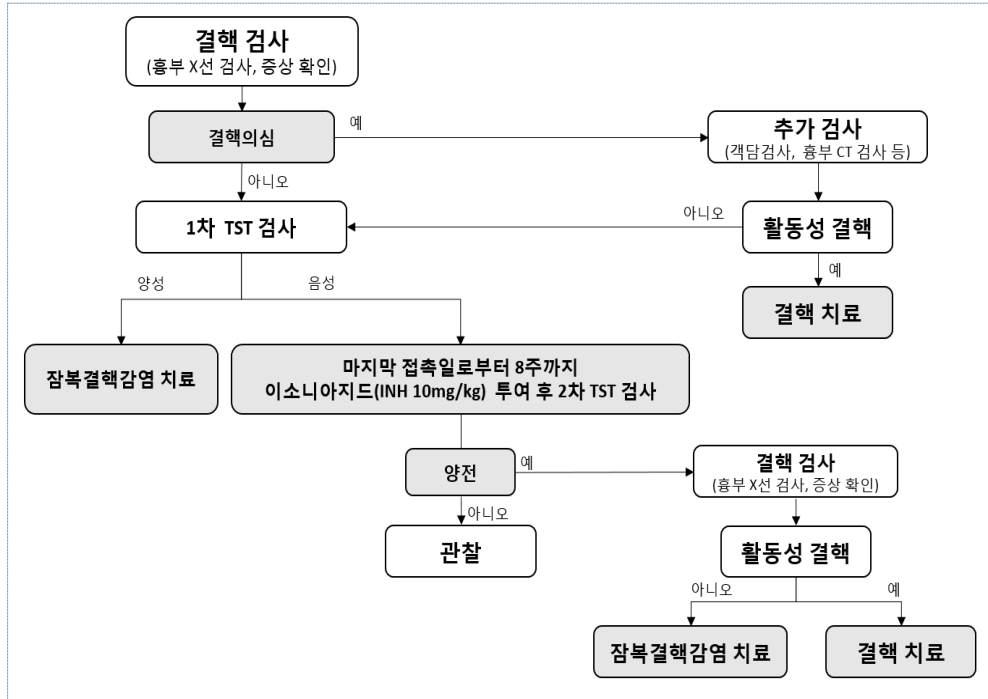 결핵 검사
(흉부 X선 검사, 증상 확인)
결핵의심
예
추가 검사
(객담검사, 흉부 CT 검사 등)
아니오
1차 TST 검사
아니오
활동성 결핵
예
양성
음성
결핵 치료
잠복결핵감염 치료
마지막 접촉일로부터 8주까지
이소니아지드(INH 10mg/kg) 투여 후 2차 TST 검사
양전
예
결핵 검사
(흉부 X선 검사, 증상 확인)
아니오
관찰
활동성 결핵
아니오
예
잠복결핵감염 치료
결핵 치료